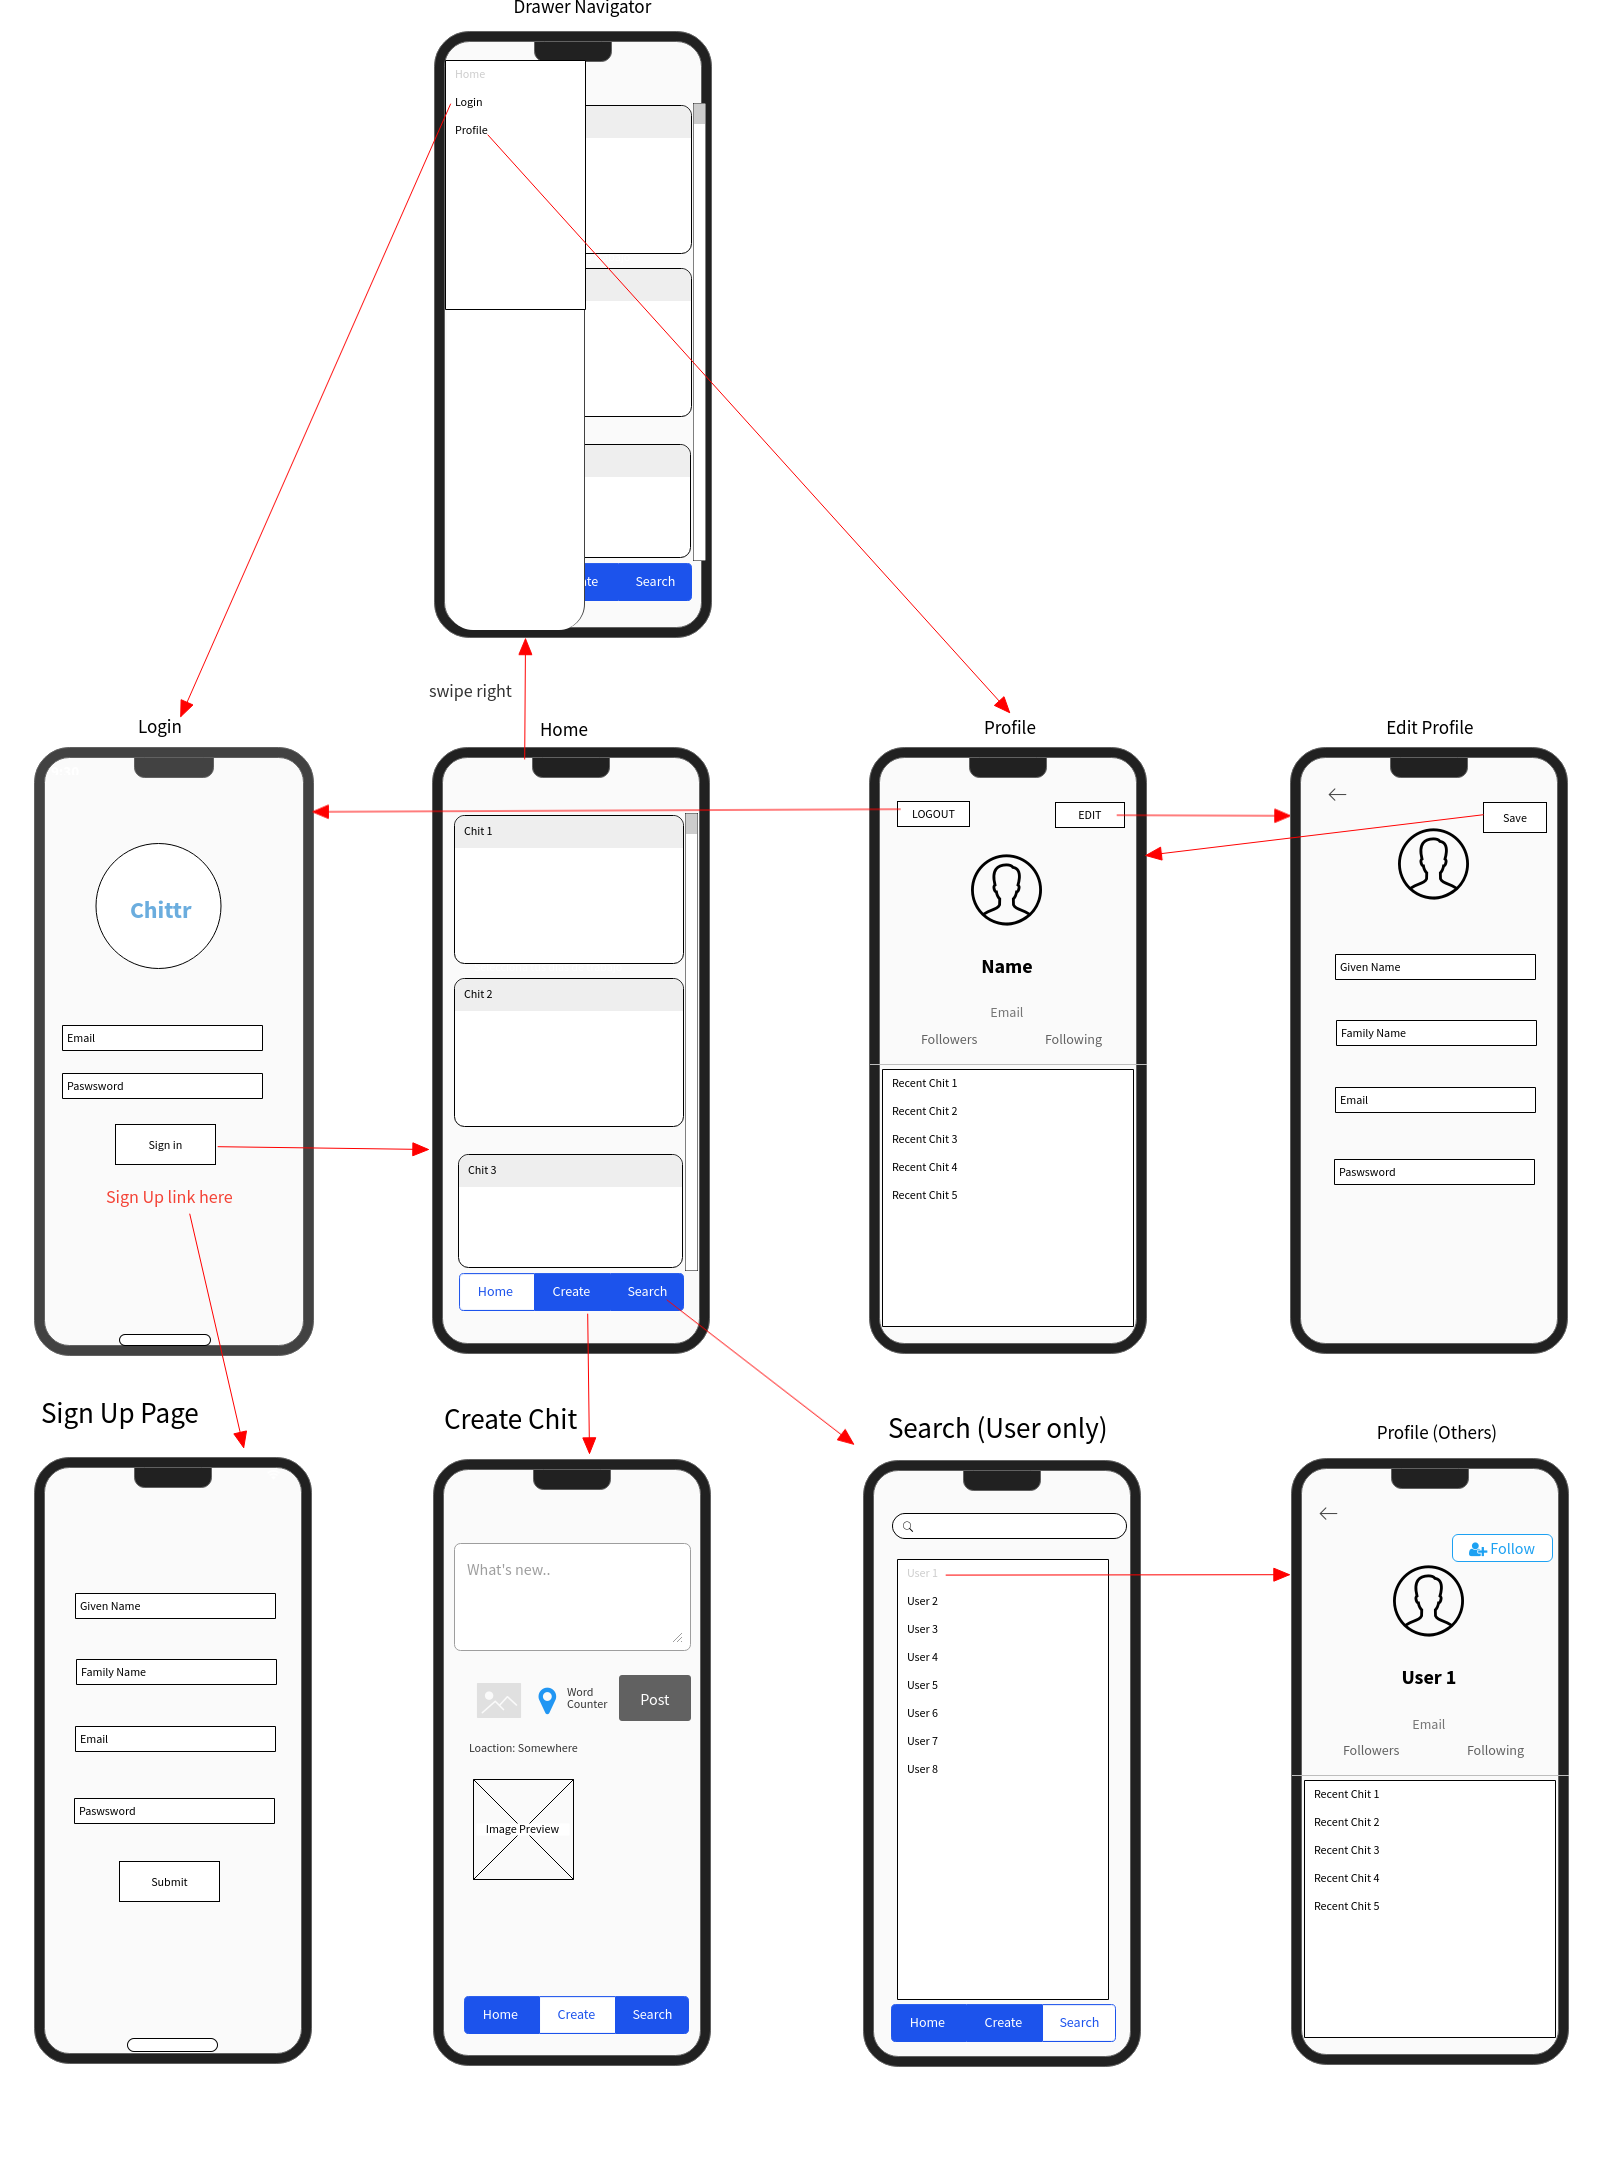 Drawer Navigator
Home
Login
Profile
Search
swipe right
Login
Chittr
Email
Paswsword
Sign in
Sign Up link here
Home
Chit 1
Chit 2
Chit 3
Home
Create
Search
Profile
LOGOUT
EDIT
Name
Email
Followers
Following
Recent Chit 1
Recent Chit 2
Recent Chit 3
Recent Chit 4
Recent Chit 5
Edit Profile
Save
Given Name
Family Name
Email
Paswsword
Sign Up Page
Given Name
Family Name
Email
Paswsword
Submit
Create Chit
What's new..
Word
Counter
Post
Loaction: Somewhere
Image Preview
Home
Create
Search
Search (User only)
User 1
User 2
User 3
User 4
User 5
User 6
User 7
User 8
Home
Create
Search
Profile (Others)
Follow
User 1
Email
Followers
Following
Recent Chit 1
Recent Chit 2
Recent Chit 3
Recent Chit 4
Recent Chit 5